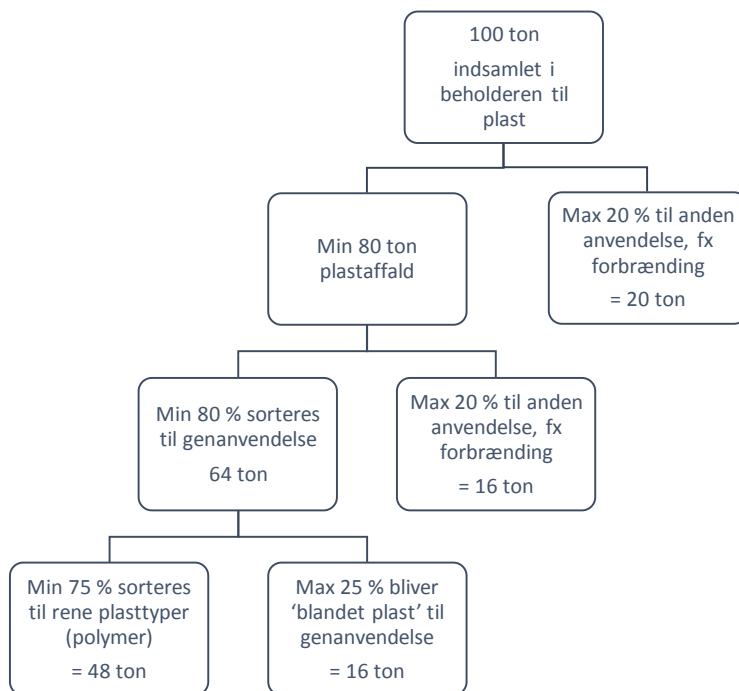 100 ton
indsamlet i
beholderen til
plast
Min 80 ton
plastaffald
Max 20 % til anden
anvendelse, fx
forbrænding
= 20 ton
Min 80 % sorteres
til genanvendelse
64 ton
Max 20 % til anden
anvendelse, fx
forbrænding
= 16 ton
Min 75 % sorteres
til rene plasttyper
(polymer)
= 48 ton
Max 25 % bliver
‘blandet plast’ til
genanvendelse
= 16 ton